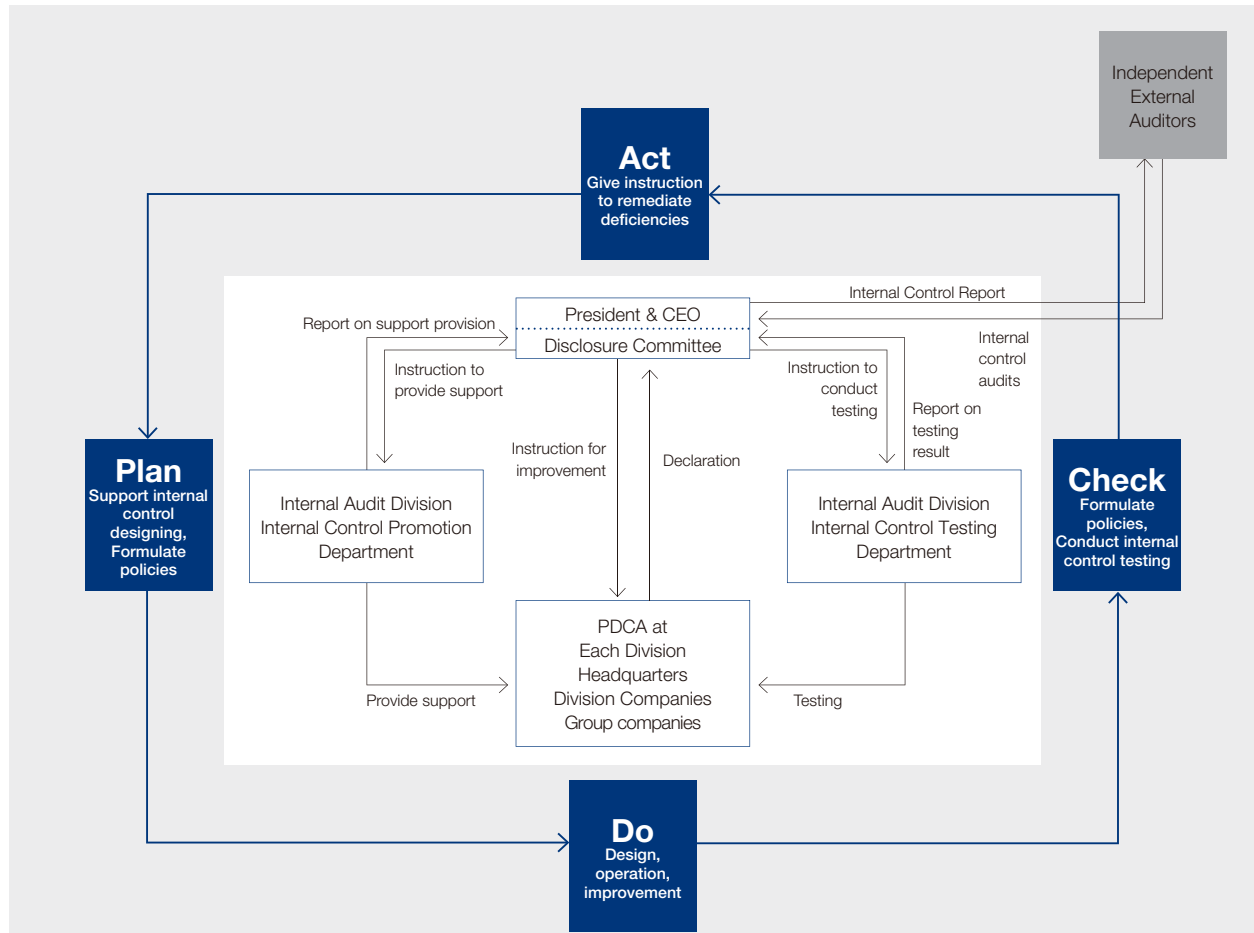 Independent
External
Auditors
Act
Give instruction
to remediate
deficiencies
Internal Control Report
President & CEO
Disclosure Committee
Report on support provision
Instruction to
provide support
Instruction to
conduct
testing
Internal
control
audits
Report on
testing
result
Instruction for
improvement
Declaration
Plan
Support internal
control
designing,
Formulate
policies
Internal Audit Division
Internal Control Promotion
Department
Internal Audit Division
Internal Control Testing
Department
Check
Formulate
policies,
Conduct internal
control testing
PDCA at
Each Division
Headquarters
Division Companies
Group companies
Provide support
Testing
Do
Design,
operation,
improvement